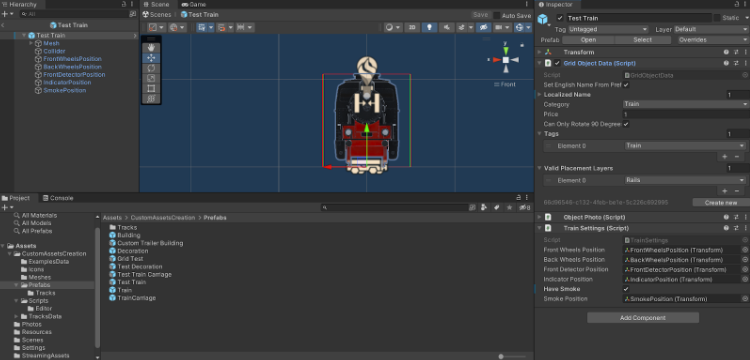 Hierarchy
All
Test Train
Test Train
Mesh
Collider
FrontWheelsPosition
BackWheelsPosition
FrontDetectorPosition
IndicatorPosition
SmokePosition
Scene
Game
Scenes
Test Train
Save
Auto Save
2D
Front
Project
Console
All Materials
All Models
All Prefabs
Assets
CustomAssetsCreation
ExamplesData
Icons
Meshes
Prefabs
Tracks
Scripts
Editor
TracksData
Photos
Resources
Scenes
Settings
StreamingAssets
Assets > CustomAssetsCreation > Prefabs
Tracks
Building
Custom Trailer Building
Decoration
Grid Test
Test Decoration
Test Train Carriage
Test Train
Train
TrainCarriage
Inspector
Test Train
Static
Tag Untagged
Layer Default
Prefab Open Select Overrides
Transform
Grid Object Data (Script)
Script GridObjectData
Set English Name From Pref
Localized Name 1
Category Train
Price 1
Can Only Rotate 90 Degree
Tags 1
Element 0 Train
Valid Placement Layers 1
Element 0 Rails
Create new
Object Photo (Script)
Train Settings (Script)
Script TrainSettings
Front Wheels Position FrontWheelsPosition (Transform)
Back Wheels Position BackWheelsPosition (Transform)
Front Detector Position FrontDetectorPosition (Transform)
Indicator Position IndicatorPosition (Transform)
Have Smoke
Smoke Position SmokePosition (Transform)
Add Component